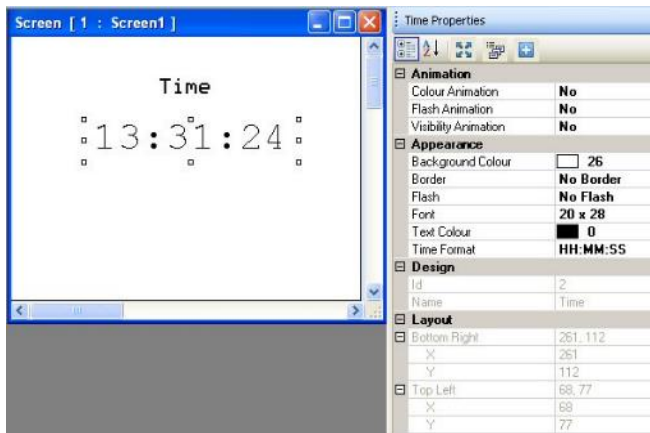 Screen [ 1 : Screen1 ]
Time
13:31:24
Time Properties
Animation
Colour Animation No
Flash Animation No
Visibility Animation No
Appearance
Background Colour 26
Border No Border
Flash No Flash
Font 20 x 28
Text Colour 0
Time Format HH:MM:SS
Design
Id 2
Name Time
Layout
Bottom Right 261, 112
X 261
Y 112
Top Left 68, 77
X 68
Y 77